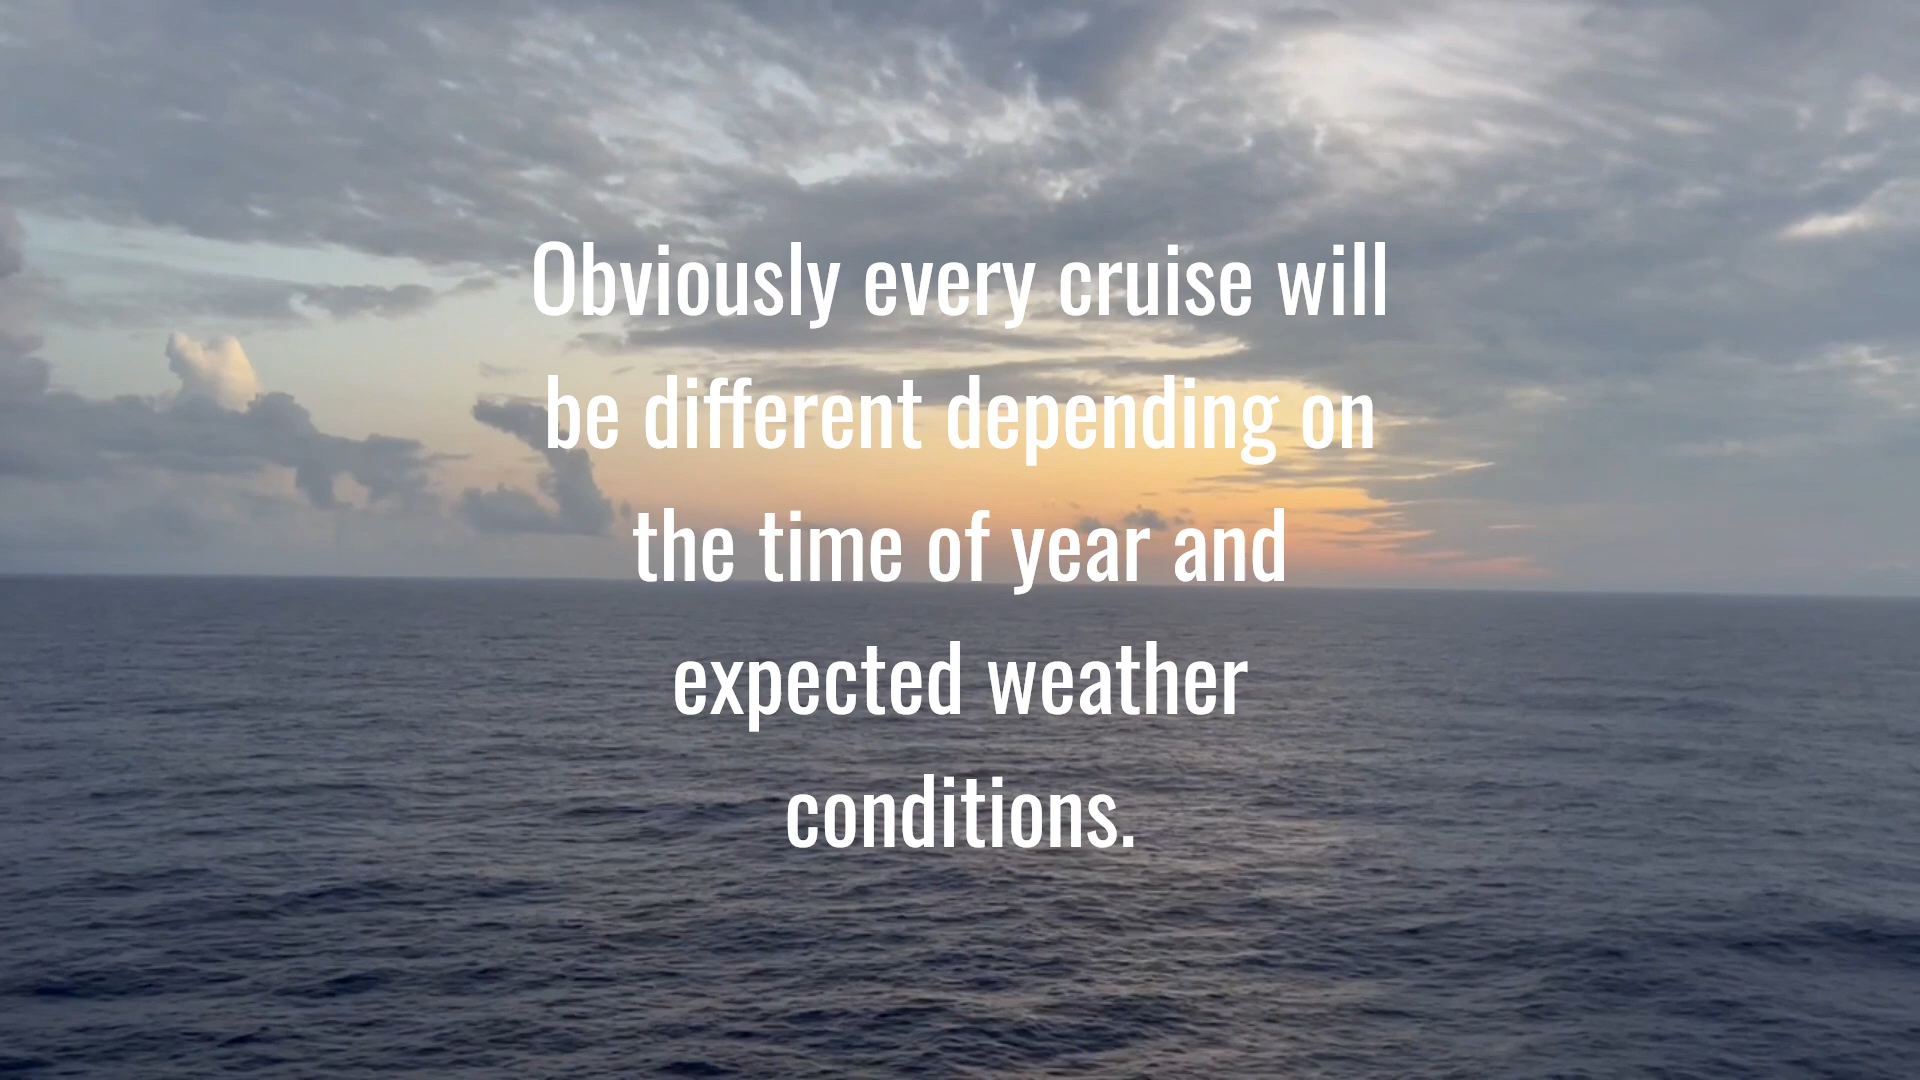 Obviously every cruise will
be different depending on
the time of year and
expected weather
conditions.